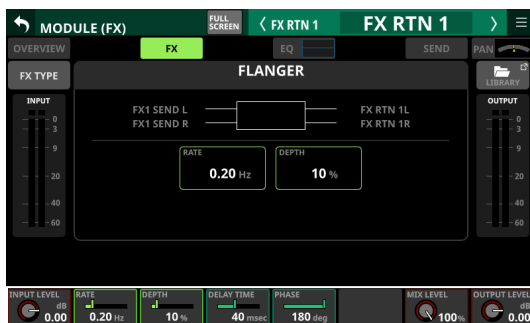 MODULE (FX)
FULL SCREEN
FX RTN 1
FX RTN 1
OVERVIEW
FX
EQ
SEND
PAN
FX TYPE
FLANGER
LIBRARY
INPUT
OUTPUT
FX1 SEND L
FX RTN 1L
FX1 SEND R
FX RTN 1R
0
3
9
20
40
60
0
3
9
20
40
60
RATE
0.20 Hz
DEPTH
10 %
INPUT LEVEL
dB
0.00
RATE
0.20 Hz
DEPTH
10 %
DELAY TIME
40 msec
PHASE
180 deg
MIX LEVEL
100%
OUTPUT LEVEL
dB
0.00